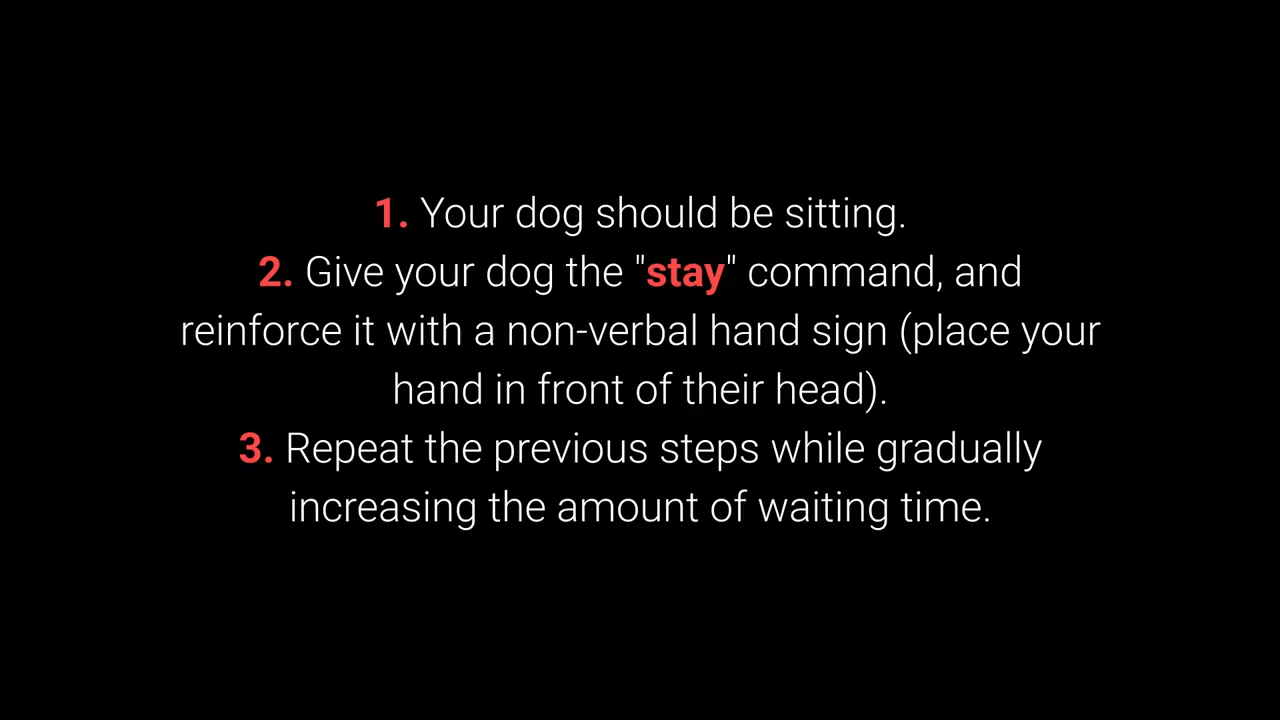 1. Your dog should be sitting.
2. Give your dog the "stay" command, and
reinforce it with a non-verbal hand sign (place your
hand in front of their head).
3. Repeat the previous steps while gradually
increasing the amount of waiting time.